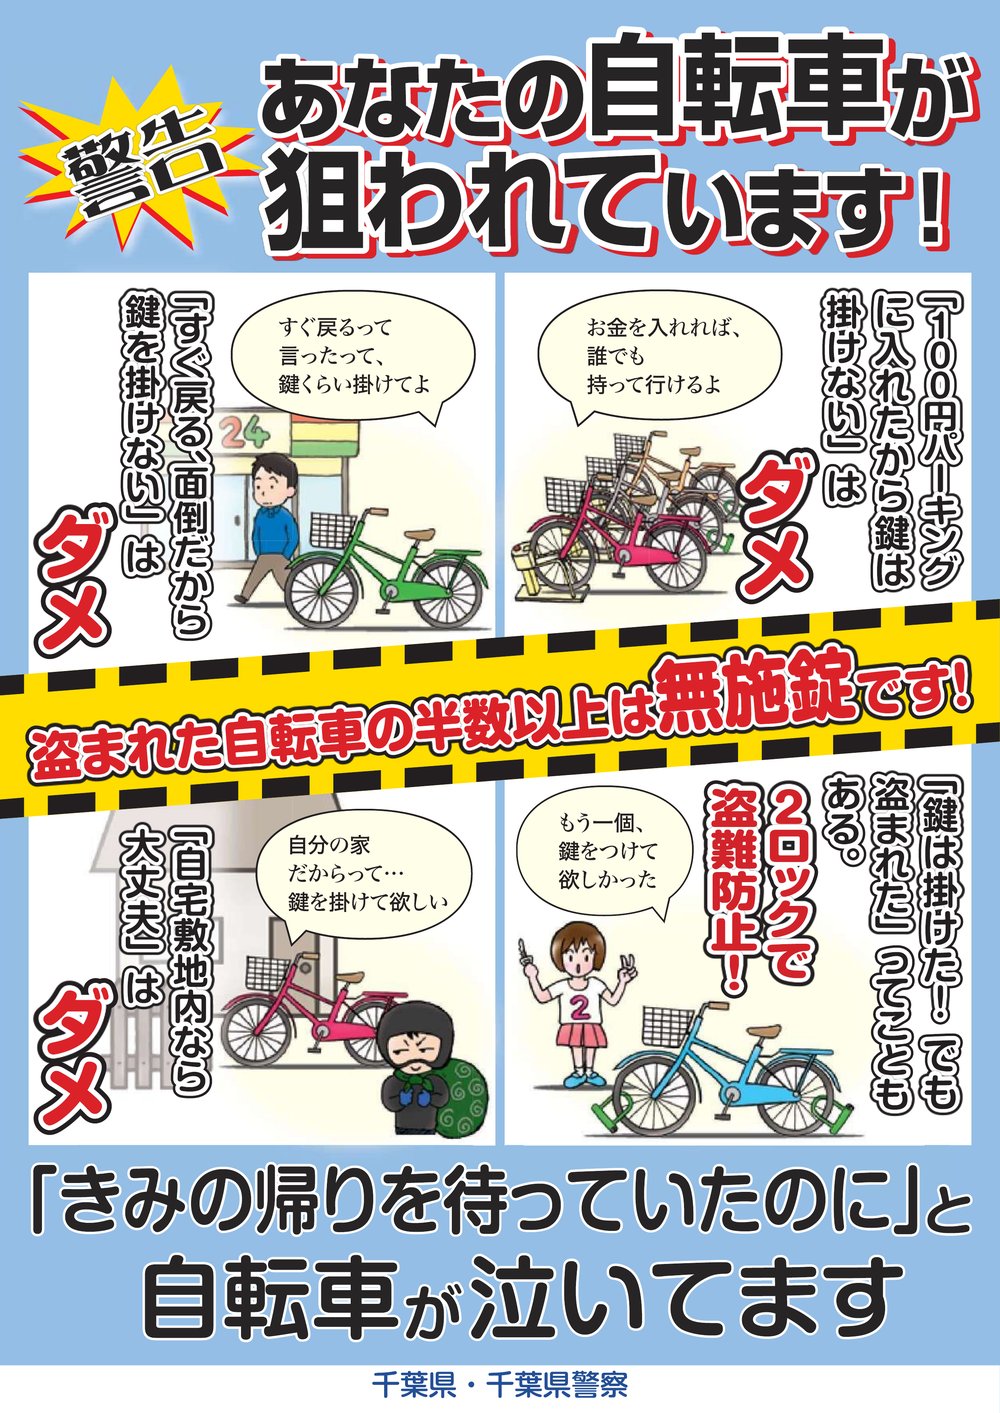 警告
あなたの自転車が
狙われています！
「すぐ戻る、面倒だから
鍵を掛けない」は
ダメ
すぐ戻るって
言ったって、
鍵くらい掛けてよ
24
「100円パーキング
に入れたから鍵は
掛けない」は
ダメ
お金を入れれば、
誰でも
持って行けるよ
盗まれた自転車の半数以上は無施錠です！
「自宅敷地内なら
大丈夫」は
ダメ
自分の家
だからって…
鍵を掛けて欲しい
「鍵は掛けた！でも
盗まれた」ってことも
ある。
2ロックで
盗難防止！
もう一個、
鍵をつけて
欲しかった
2
「きみの帰りを待っていたのに」と
自転車が泣いてます
千葉県・千葉県警察